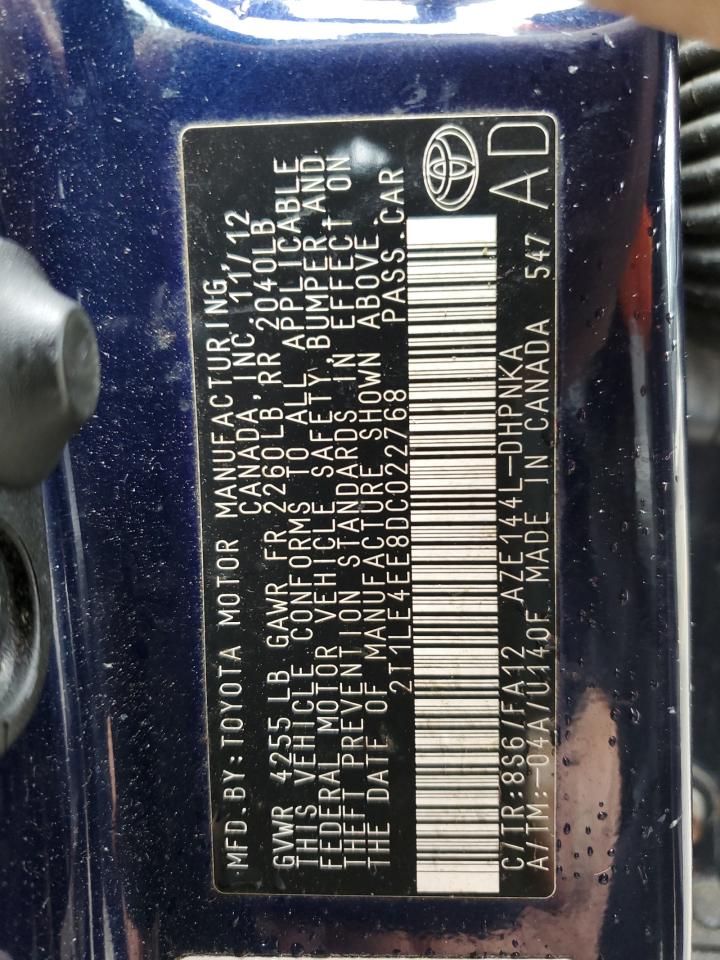 MFD.BY:TOYOTA MOTOR MANUFACTURING,
CANADA, INC. 11/12
GVWR 4255LB GAWR FR 2260LB RR 2040LB
THIS VEHICLE CONFORMS TO ALL APPLICABLE
FEDERAL MOTOR VEHICLE SAFETY, BUMPER AND
THEFT PREVENTION STANDARDS IN EFFECT ON
THE DATE OF MANUFACTURE SHOWN ABOVE.
2T1LE4EE8DC022768 PASS.CAR
C/TR:8S6/FA12 AZE144L-DHPNKA
A/TM:-04A/U140F MADE IN CANADA 547 AD